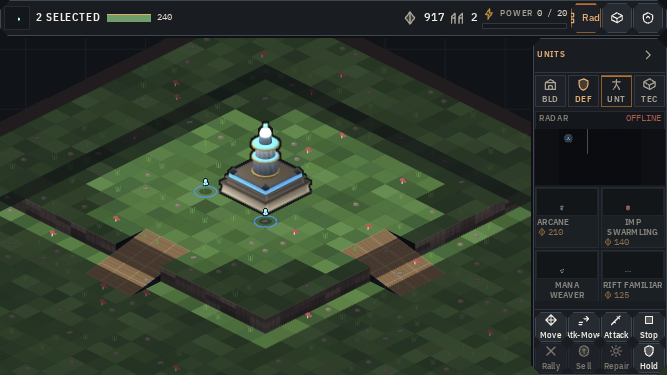 2 SELECTED 240 917 2 POWER 0 / 20 Rad
UNITS
BLD DEF UNT TEC
RADAR OFFLINE
ARCANE
210
IMP
SWARMLING
140
MANA
WEAVER
RIFT FAMILIAR
125
Move Atk-Move Attack Stop
Rally Sell Repair Hold